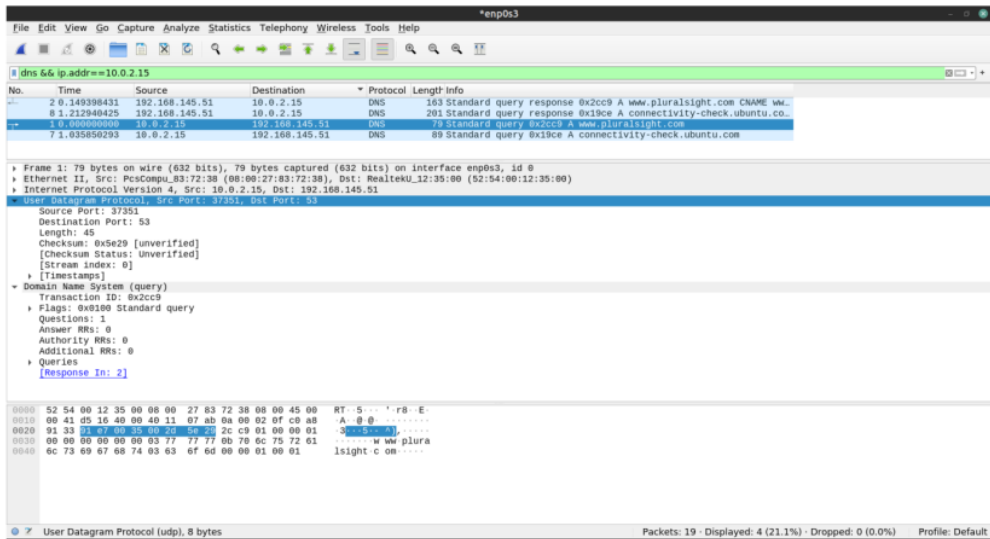 *enp0s3
File Edit View Go Capture Analyze Statistics Telephony Wireless Tools Help
dns && ip.addr==10.0.2.15
No. Time Source Destination Protocol Length Info
2 0.149398431 192.168.145.51 10.0.2.15 DNS 163 Standard query response 0x2cc9 A www.pluralsight.com CNAME ww…
8 1.212940425 192.168.145.51 10.0.2.15 DNS 201 Standard query response 0x19ce A connectivity-check.ubuntu.co…
1 0.000000000 10.0.2.15 192.168.145.51 DNS 79 Standard query 0x2cc9 A www.pluralsight.com
7 1.035850293 10.0.2.15 192.168.145.51 DNS 89 Standard query 0x19ce A connectivity-check.ubuntu.com
Frame 1: 79 bytes on wire (632 bits), 79 bytes captured (632 bits) on interface enp0s3, id 0
Ethernet II, Src: PcsCompu_83:72:38 (08:00:27:83:72:38), Dst: RealtekU_12:35:00 (52:54:00:12:35:00)
Internet Protocol Version 4, Src: 10.0.2.15, Dst: 192.168.145.51
User Datagram Protocol, Src Port: 37351, Dst Port: 53
Source Port: 37351
Destination Port: 53
Length: 45
Checksum: 0x5e29 [unverified]
[Checksum Status: Unverified]
[Stream index: 0]
[Timestamps]
Domain Name System (query)
Transaction ID: 0x2cc9
Flags: 0x0100 Standard query
Questions: 1
Answer RRs: 0
Authority RRs: 0
Additional RRs: 0
Queries
[Response In: 2]
0000 52 54 00 12 35 00 08 00 27 83 72 38 08 00 45 00 RT··5··· '·r8··E·
0010 00 41 d5 16 40 00 40 11 07 ab 0a 00 02 0f c0 a8 ·A··@·@· ········
0020 91 33 91 e7 00 35 00 2d 5e 29 2c c9 01 00 00 01 ·3···5·- ^),·····
0030 00 00 00 00 00 00 03 77 77 77 0b 70 6c 75 72 61 ·······w ww·plura
0040 6c 73 69 67 68 74 03 63 6f 6d 00 00 01 00 01 lsight·c om·····
User Datagram Protocol (udp), 8 bytes Packets: 19 · Displayed: 4 (21.1%) · Dropped: 0 (0.0%) Profile: Default